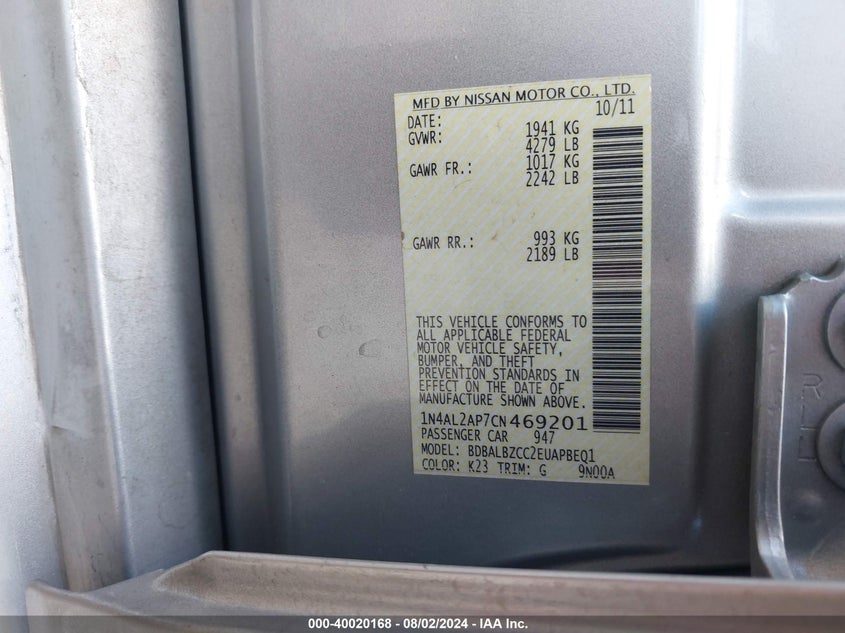 MFD BY NISSAN MOTOR CO., LTD.
DATE: 10/11
GVWR: 1941 KG
4279 LB
GAWR FR.: 1017 KG
2242 LB
GAWR RR.: 993 KG
2189 LB
THIS VEHICLE CONFORMS TO
ALL APPLICABLE FEDERAL
MOTOR VEHICLE SAFETY,
BUMPER, AND THEFT
PREVENTION STANDARDS IN
EFFECT ON THE DATE OF
MANUFACTURE SHOWN ABOVE.
1N4AL2AP7CN469201
PASSENGER CAR 947
MODEL: BDBALBZCC2EUAPBEQ1
COLOR: K23 TRIM: G 9N00A
000-40020168 - 08/02/2024 - IAA Inc.